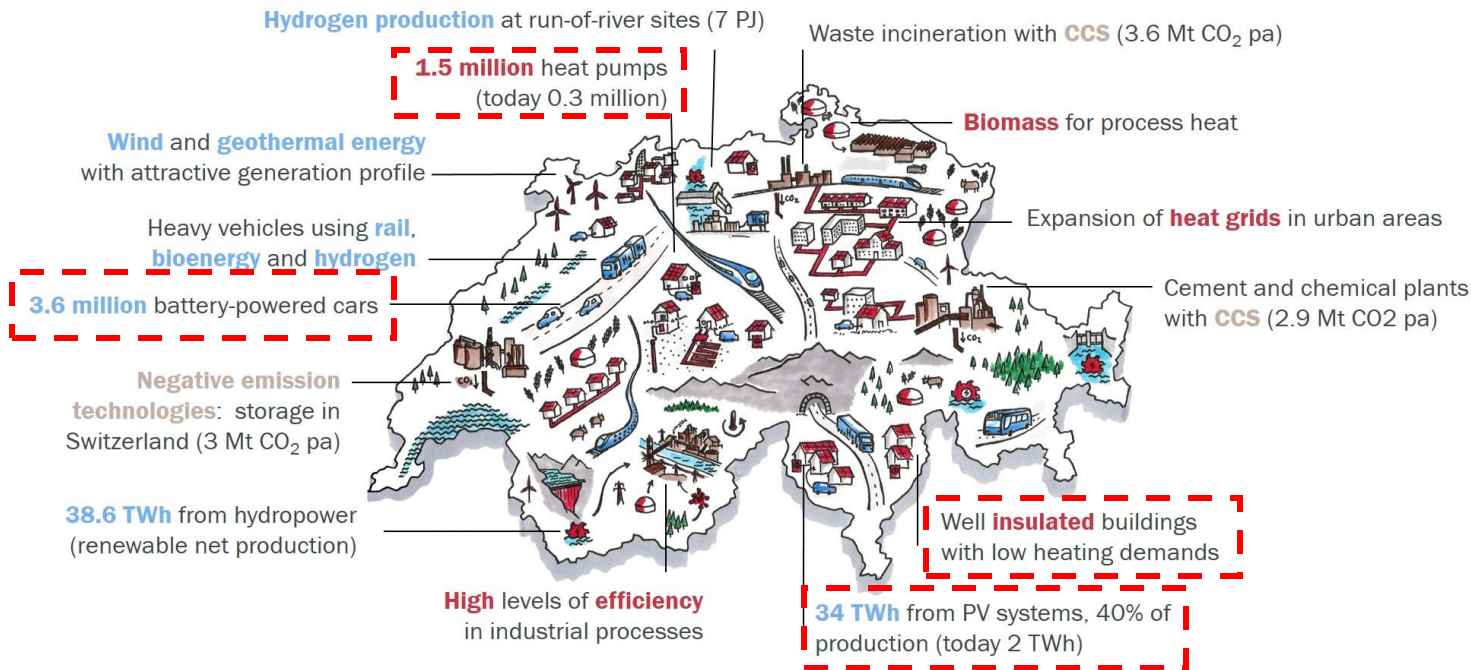 Hydrogen production at run-of-river sites (7 PJ)
Waste incineration with CCS (3.6 Mt CO₂ pa)
1.5 million heat pumps
(today 0.3 million)
Biomass for process heat
Wind and geothermal energy
with attractive generation profile
Expansion of heat grids in urban areas
Heavy vehicles using rail,
bioenergy and hydrogen
3.6 million battery-powered cars
Cement and chemical plants
with CCS (2.9 Mt CO2 pa)
Negative emission
technologies: storage in
Switzerland (3 Mt CO₂ pa)
38.6 TWh from hydropower
(renewable net production)
Well insulated buildings
with low heating demands
High levels of efficiency
in industrial processes
34 TWh from PV systems, 40% of
production (today 2 TWh)
CO₂
CO₂
CO₂